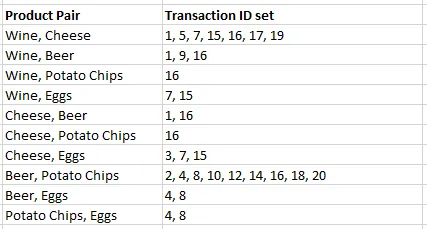 Product Pair Transaction ID set
Wine, Cheese 1, 5, 7, 15, 16, 17, 19
Wine, Beer 1, 9, 16
Wine, Potato Chips 16
Wine, Eggs 7, 15
Cheese, Beer 1, 16
Cheese, Potato Chips 16
Cheese, Eggs 3, 7, 15
Beer, Potato Chips 2, 4, 8, 10, 12, 14, 16, 18, 20
Beer, Eggs 4, 8
Potato Chips, Eggs 4, 8